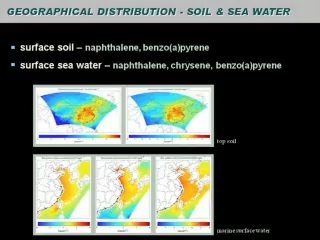 GEOGRAPHICAL DISTRIBUTION - SOIL & SEA WATER
surface soil – naphthalene, benzo(a)pyrene
surface sea water – naphthalene, chrysene, benzo(a)pyrene
top soil
marine surface water